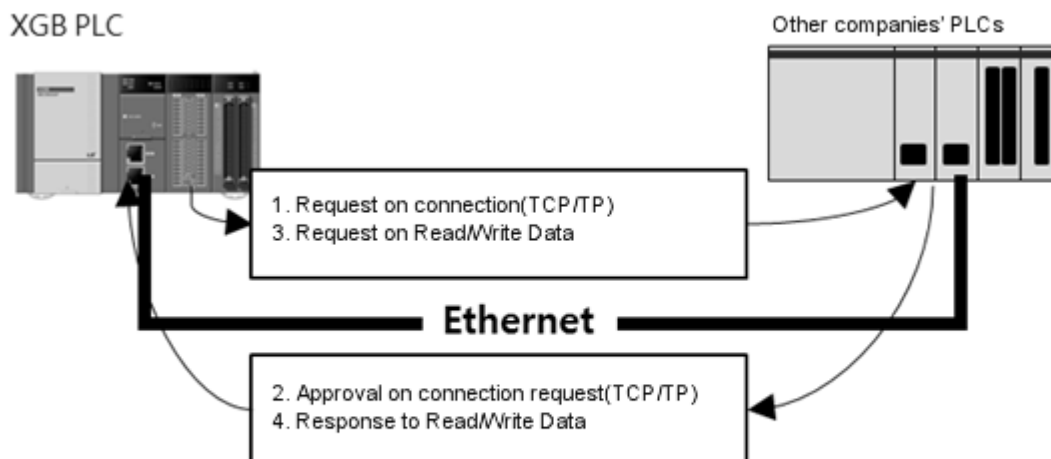 XGB PLC
Other companies' PLCs
1. Request on connection(TCP/TP)
3. Request on Read/Write Data
Ethernet
2. Approval on connection request(TCP/TP)
4. Response to Read/Write Data